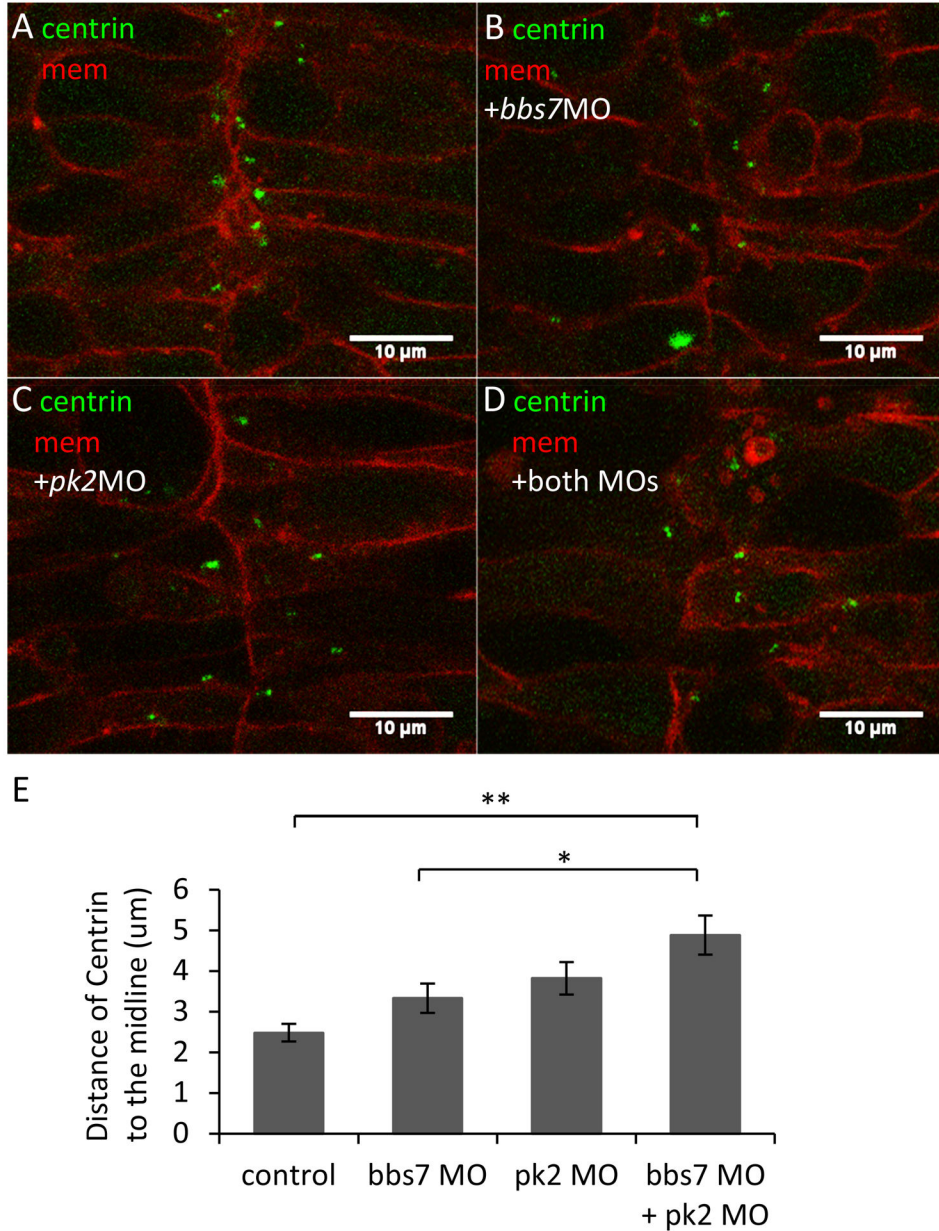 A centrin
mem
10 µm
B centrin
mem
+bbs7MO
10 µm
C centrin
mem
+pk2MO
10 µm
D centrin
mem
+both MOs
10 µm
E
**
*
Distance of Centrin
to the midline (um)
6
5
4
3
2
1
0
control
bbs7 MO
pk2 MO
bbs7 MO
+ pk2 MO